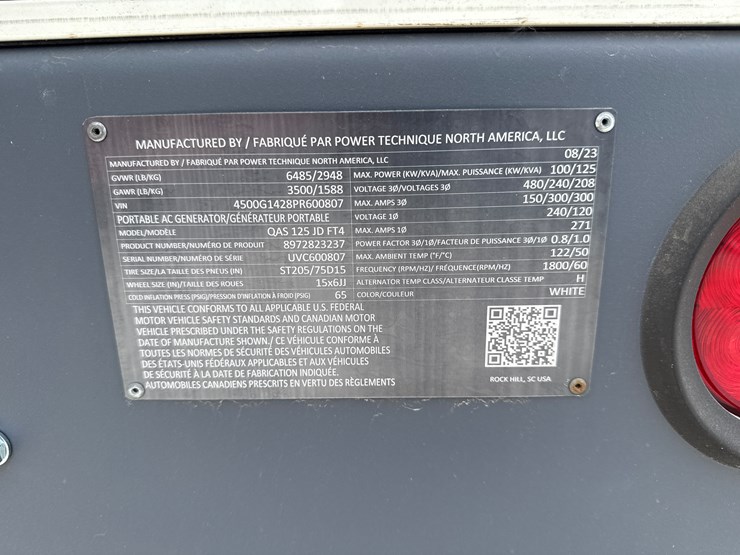 MANUFACTURED BY / FABRIQUÉ PAR POWER TECHNIQUE NORTH AMERICA, LLC
MANUFACTURED BY / FABRIQUÉ PAR POWER TECHNIQUE NORTH AMERICA, LLC 08/23
GVWR (LB/KG) 6485/2948 MAX. POWER (KW/KVA)/MAX. PUISSANCE (KW/KVA) 100/125
GAWR (LB/KG) 3500/1588 VOLTAGE 3Ø/VOLTAGES 3Ø 480/240/208
VIN 4500G1428PR600807 MAX. AMPS 3Ø 150/300/300
PORTABLE AC GENERATOR/GÉNÉRATEUR PORTABLE VOLTAGE 1Ø 240/120
MODEL/MODÈLE QAS 125 JD FT4 MAX. AMPS 1Ø 271
PRODUCT NUMBER/NUMÉRO DE PRODUIT 8972823237 POWER FACTOR 3Ø/1Ø/FACTEUR DE PUISSANCE 3Ø/1Ø 0.8/1.0
SERIAL NUMBER/NUMÉRO DE SÉRIE UVC600807 MAX. AMBIENT TEMP (°F/°C) 122/50
TIRE SIZE/LA TAILLE DES PNEUS (IN) ST205/75D15 FREQUENCY (RPM/HZ)/ FRÉQUENCE(RPM/HZ) 1800/60
WHEEL SIZE (IN)/TAILLE DES ROUES 15x6JJ ALTERNATOR TEMP CLASS/ALTERNATEUR CLASSE TEMP H
COLD INFLATION PRESS (PSIG)/PRESSION D'INFLATION À FROID (PSIG) 65 COLOR/COULEUR WHITE
THIS VEHICLE CONFORMS TO ALL APPLICABLE U.S. FEDERAL
MOTOR VEHICLE SAFETY STANDARDS AND CANADIAN MOTOR
VEHICLE PRESCRIBED UNDER THE SAFETY REGULATIONS ON THE
DATE OF MANUFACTURE SHOWN./ CE VÉHICULE CONFORME À
TOUTES LES NORMES DE SÉCURITÉ DES VÉHICULES AUTOMOBILES
DES ÉTATS-UNIS FÉDÉRAUX APPLICABLES ET AUX VÉHICULES
DE SÉCURITÉ À LA DATE DE FABRICATION INDIQUÉE.
AUTOMOBILES CANADIENS PRESCRITS EN VERTU DES RÈGLEMENTS
ROCK HILL, SC USA